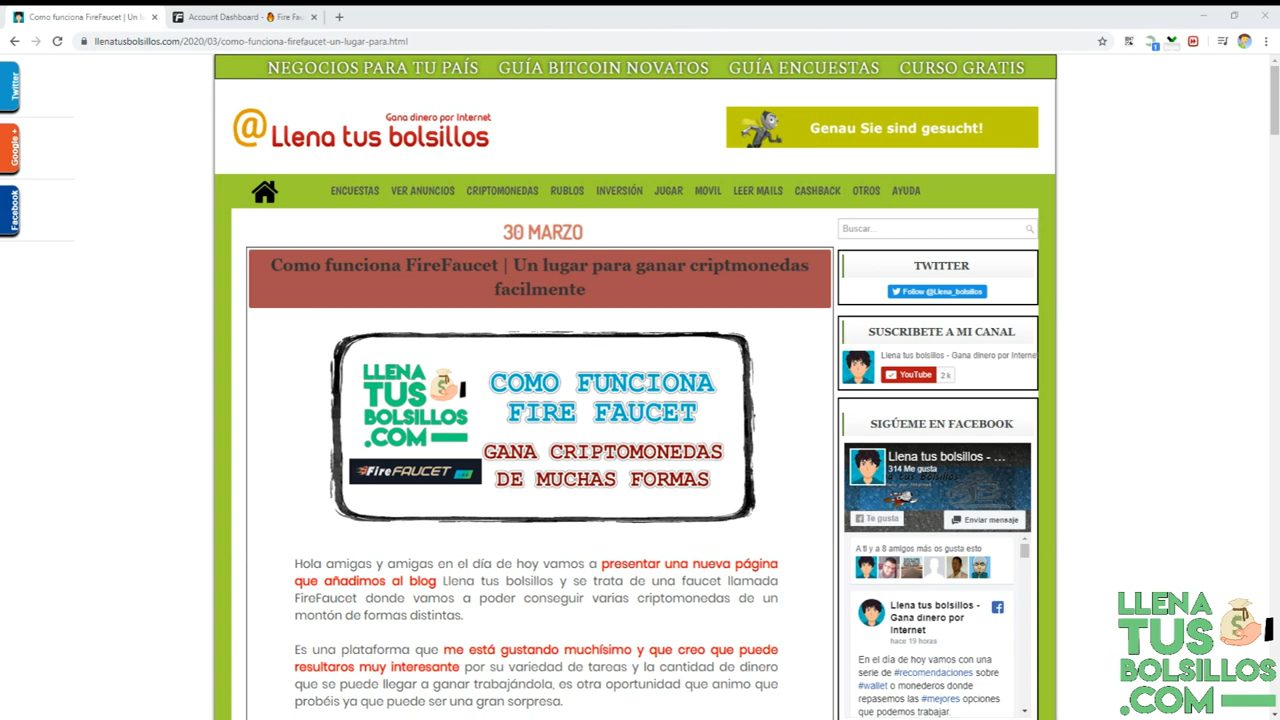 Como funciona FireFaucet | Un l
Account Dashboard - Fire Fa
llenatusbolsillos.com/2020/03/como-funciona-firefaucet-un-lugar-para.html
Twitter
Google +
Facebook
NEGOCIOS PARA TU PAÍS GUÍA BITCOIN NOVATOS GUÍA ENCUESTAS CURSO GRATIS
Gana dinero por Internet
@Llena tus bolsillos
Genau Sie sind gesucht!
ENCUESTAS VER ANUNCIOS CRIPTOMONEDAS RUBLOS INVERSIÓN JUGAR MOVIL LEER MAILS CASHBACK OTROS AYUDA
30 MARZO
Como funciona FireFaucet | Un lugar para ganar criptmonedas
facilmente
LLENA
TUS
BOLSILLOS
.COM
FireFAUCET
COMO FUNCIONA
FIRE FAUCET
GANA CRIPTOMONEDAS
DE MUCHAS FORMAS
Hola amigas y amigas en el día de hoy vamos a presentar una nueva página
que añadimos al blog Llena tus bolsillos y se trata de una faucet llamada
FireFaucet donde vamos a poder conseguir varias criptomonedas de un
montón de formas distintas.
Es una plataforma que me está gustando muchísimo y que creo que puede
resultaros muy interesante por su variedad de tareas y la cantidad de dinero
que se puede llegar a ganar trabajándola, es otra oportunidad que animo que
probéis ya que puede ser una gran sorpresa.
Buscar...
TWITTER
Follow @Llena_bolsillos
SUSCRIBETE A MI CANAL
Llena tus bolsillos - Gana dinero por Interne
YouTube 2 k
SIGÚEME EN FACEBOOK
Llena tus bolsillos - ...
314 Me gusta
Te gusta
Enviar mensaje
A ti y a 8 amigos más os gusta esto
Llena tus bolsillos -
Gana dinero por
Internet
hace 19 horas
En el día de hoy vamos con una
serie de #recomendaciones sobre
#wallet o monederos donde
repasemos las #mejores opciones
que podemos trabajar.
LLENA
TUS
BOLSILLOS
.COM